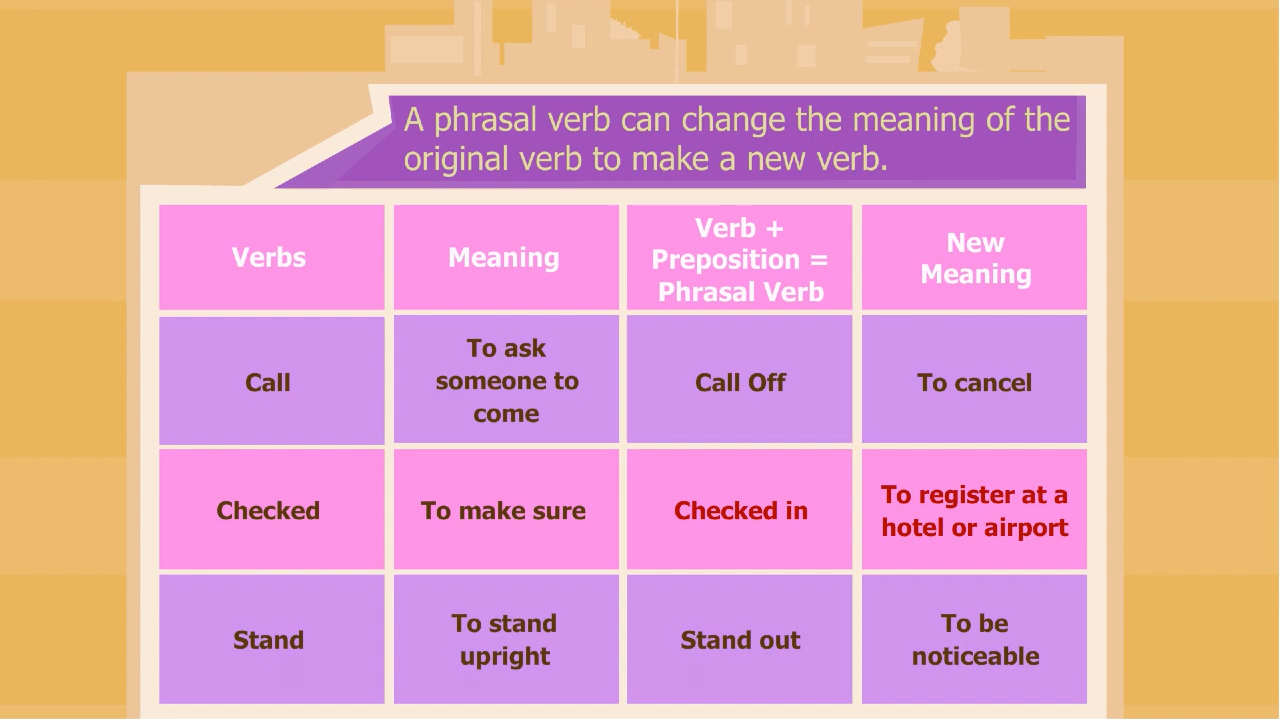 A phrasal verb can change the meaning of the
original verb to make a new verb.
Verbs
Meaning
Verb +
Preposition =
Phrasal Verb
New
Meaning
Call
To ask
someone to
come
Call Off
To cancel
Checked
To make sure
Checked in
To register at a
hotel or airport
Stand
To stand
upright
Stand out
To be
noticeable